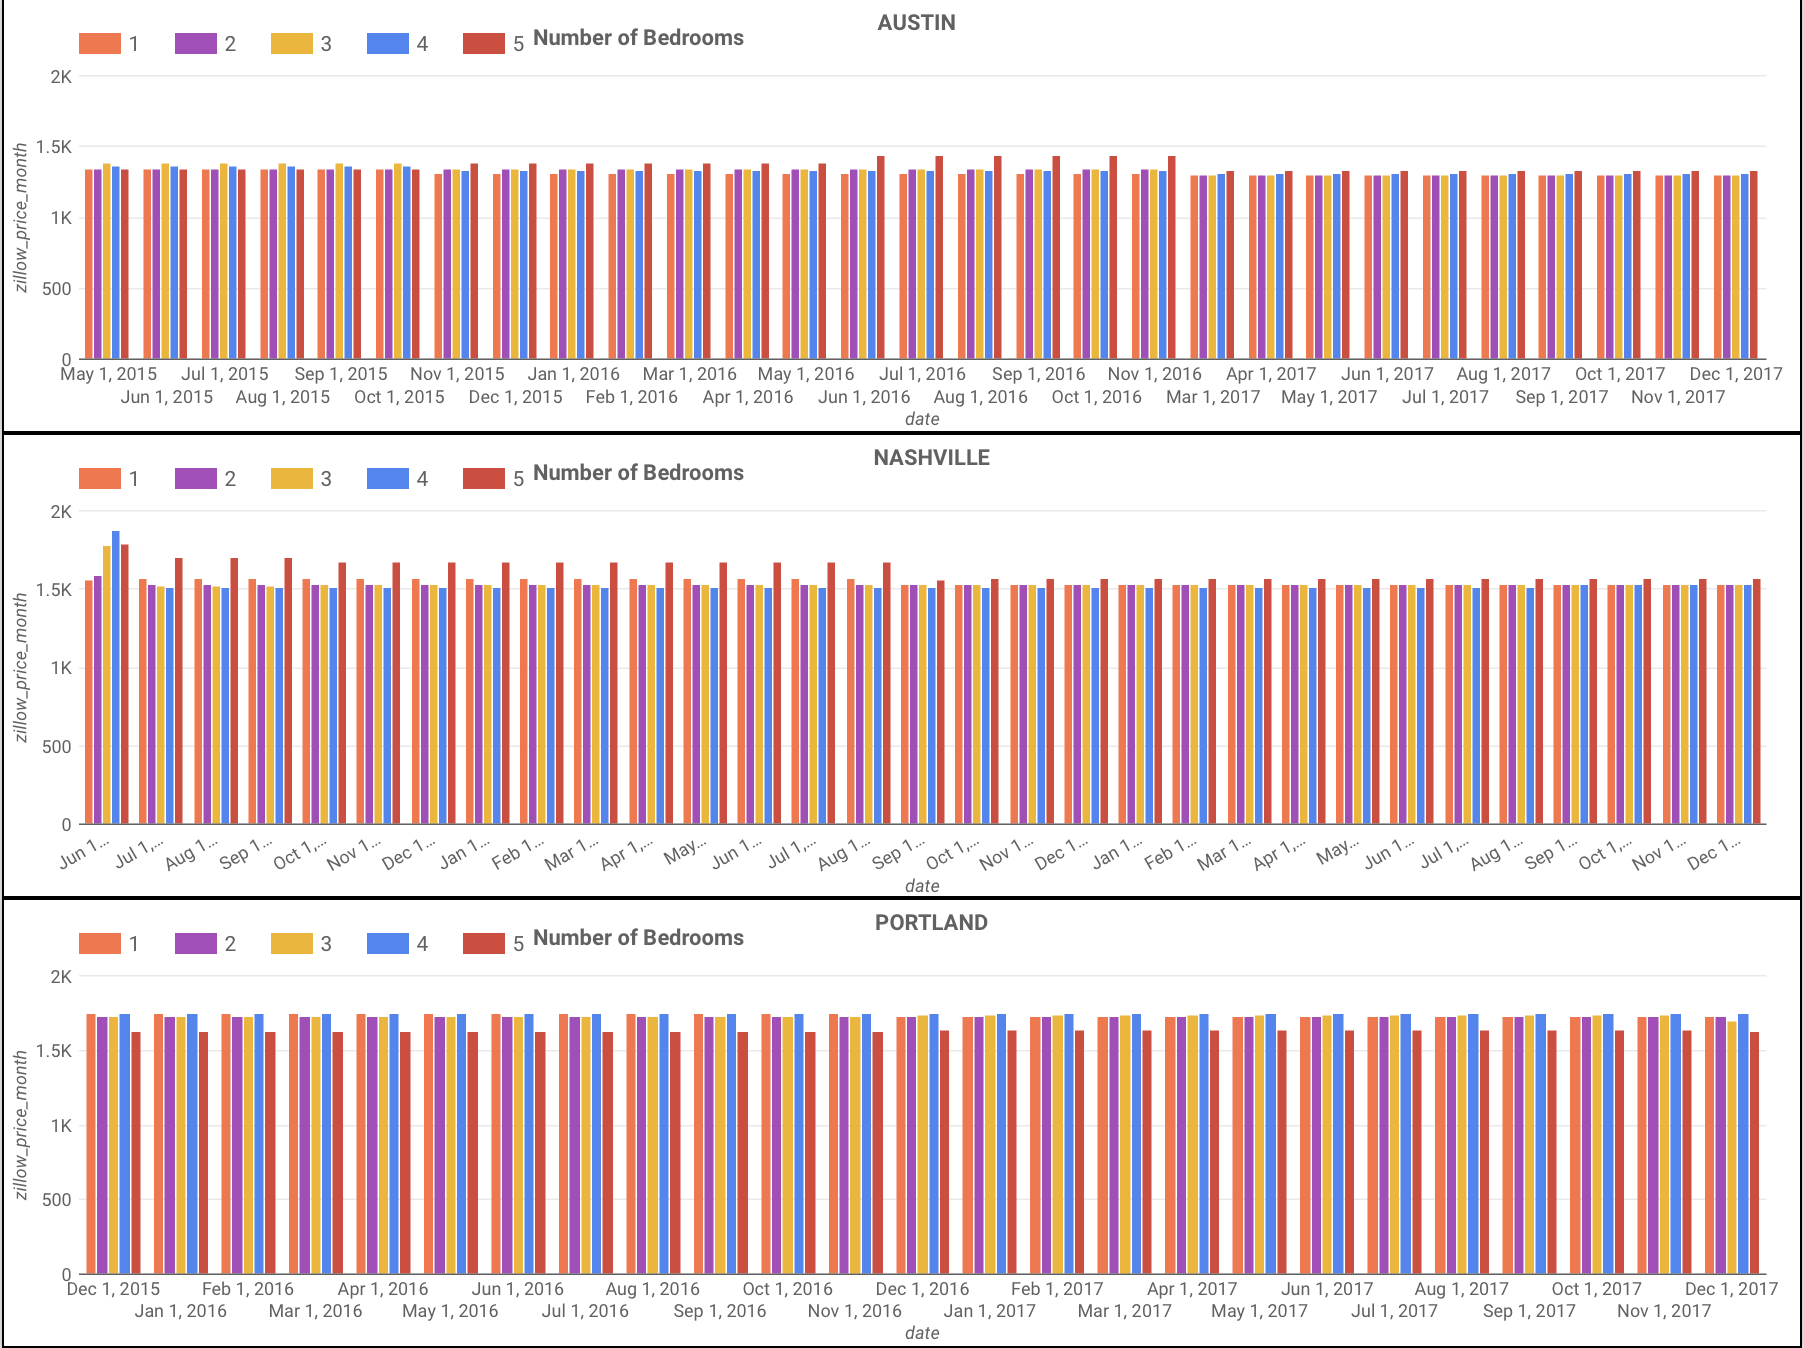 AUSTIN
1 2 3 4 5 Number of Bedrooms
2K
1.5K
1K
500
0
zillow_price_month
May 1, 2015 Jul 1, 2015 Sep 1, 2015 Nov 1, 2015 Jan 1, 2016 Mar 1, 2016 May 1, 2016 Jul 1, 2016 Sep 1, 2016 Nov 1, 2016 Apr 1, 2017 Jun 1, 2017 Aug 1, 2017 Oct 1, 2017 Dec 1, 2017
Jun 1, 2015 Aug 1, 2015 Oct 1, 2015 Dec 1, 2015 Feb 1, 2016 Apr 1, 2016 Jun 1, 2016 Aug 1, 2016 Oct 1, 2016 Mar 1, 2017 May 1, 2017 Jul 1, 2017 Sep 1, 2017 Nov 1, 2017
date
NASHVILLE
1 2 3 4 5 Number of Bedrooms
2K
1.5K
1K
500
0
zillow_price_month
Jun 1... Jul 1,... Aug 1... Sep 1... Oct 1,... Nov 1... Dec 1... Jan 1... Feb 1... Mar 1... Apr 1,... May... Jun 1... Jul 1,... Aug 1... Sep 1... Oct 1,... Nov 1... Dec 1... Jan 1... Feb 1... Mar 1... Apr 1,... May... Jun 1... Jul 1,... Aug 1... Sep 1... Oct 1,... Nov 1... Dec 1...
date
PORTLAND
1 2 3 4 5 Number of Bedrooms
2K
1.5K
1K
500
0
zillow_price_month
Dec 1, 2015 Feb 1, 2016 Apr 1, 2016 Jun 1, 2016 Aug 1, 2016 Oct 1, 2016 Dec 1, 2016 Feb 1, 2017 Apr 1, 2017 Jun 1, 2017 Aug 1, 2017 Oct 1, 2017 Dec 1, 2017
Jan 1, 2016 Mar 1, 2016 May 1, 2016 Jul 1, 2016 Sep 1, 2016 Nov 1, 2016 Jan 1, 2017 Mar 1, 2017 May 1, 2017 Jul 1, 2017 Sep 1, 2017 Nov 1, 2017
date